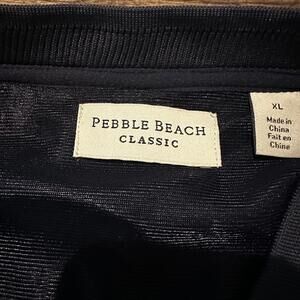 PEBBLE BEACH
CLASSIC
XL
Made in
China
Fait en
Chine